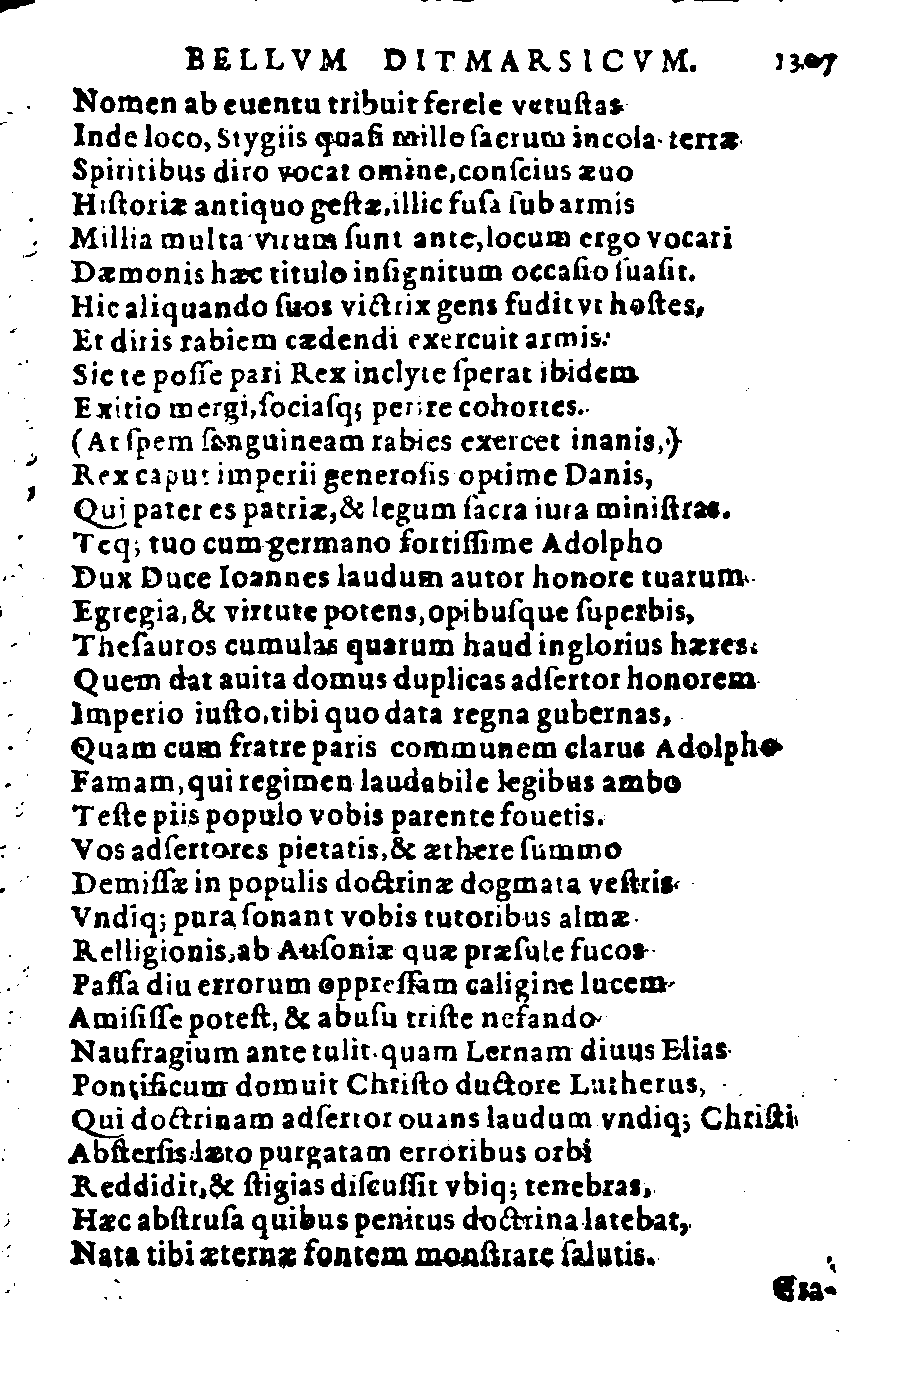 BELLVM DITMARSICVM. 1307
Nomen ab euentu tribuit ferele vetuſtas
Inde loco, Stygiis quaſi mille ſacrum incola terræ
Spiritibus diro vocat omine, conſcius æuo
Hiſtoriæ antiquo geſtæ, illic fuſa ſub armis
Millia multa virum ſunt ante, locum ergo vocari
Dæmonis hæc titulo inſignitum occaſio ſuaſit.
Hic aliquando ſuos victrix gens fudit vt hoſtes,
Et diris rabiem cædendi exercuit armis:
Sic te poſſe pari Rex inclyte ſperat ibidem
Exitio mergi, ſociaſq; perire cohortes.
(At ſpem ſanguineam rabies exercet inanis,)
Rex caput imperii generoſis optime Danis,
Qui pater es patriæ, & legum ſacra iura miniſtras.
Teq; tuo cum germano fortiſſime Adolpho
Dux Duce Ioannes laudum autor honore tuarum
Egregia, & virtute potens, opibuſque ſuperbis,
Theſauros cumulas quarum haud inglorius hæres:
Quem dat auita domus duplicas adſertor honorem
Imperio iuſto, tibi quo data regna gubernas,
Quam cum fratre paris communem clarus Adolpho
Famam, qui regimen laudabile legibus ambo
Teſte piis populo vobis parente fouetis.
Vos adſertores pietatis, & æthere ſummo
Demiſſæ in populis doctrinæ dogmata veſtris
Vndiq; pura ſonant vobis tutoribus almæ
Relligionis, ab Auſoniæ quæ præſule fucos
Paſſa diu errorum oppreſſam caligine lucem
Amiſiſſe poteſt, & abuſu triſte nefando
Naufragium ante tulit quam Lernam diuus Elias
Pontificum domuit Chriſto ductore Lutherus,
Qui doctrinam adſertor ouans laudum vndiq; Chriſti
Abſterſis læto purgatam erroribus orbi
Reddidit, & ſtigias diſcuſſit vbiq; tenebras,
Hæc abſtruſa quibus penitus doctrina latebat,
Nata tibi æternæ fontem monſtrare ſalutis.
Gra-